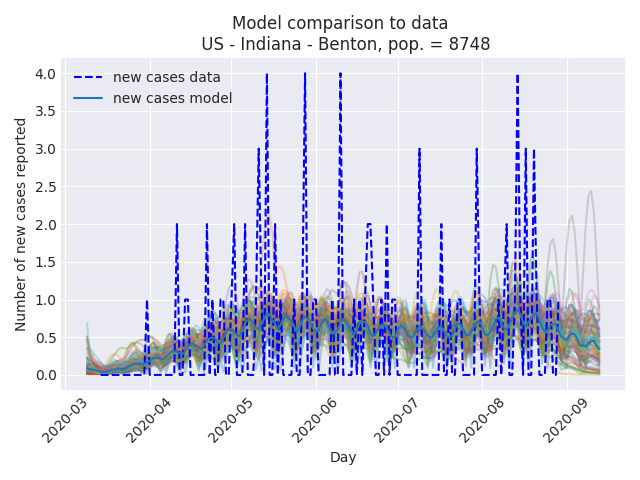 Model comparison to data
US - Indiana - Benton, pop. = 8748
new cases data
new cases model
Number of new cases reported
4.0
3.5
3.0
2.5
2.0
1.5
1.0
0.5
0.0
2020-03
2020-04
2020-05
2020-06
2020-07
2020-08
2020-09
Day